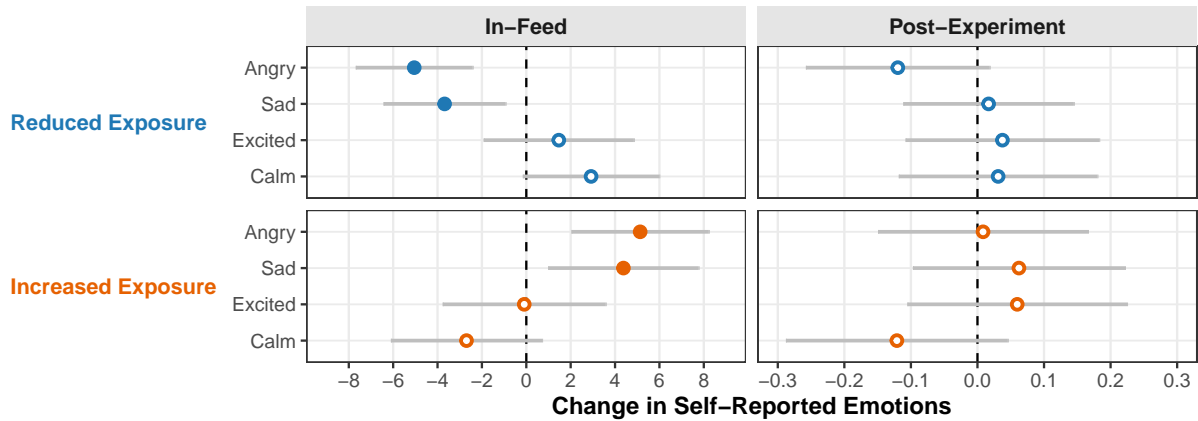 In−Feed
Post−Experiment
Reduced Exposure
Angry
Sad
Excited
Calm
Increased Exposure
Angry
Sad
Excited
Calm
−8 −6 −4 −2 0 2 4 6 8
−0.3 −0.2 −0.1 0.0 0.1 0.2 0.3
Change in Self−Reported Emotions